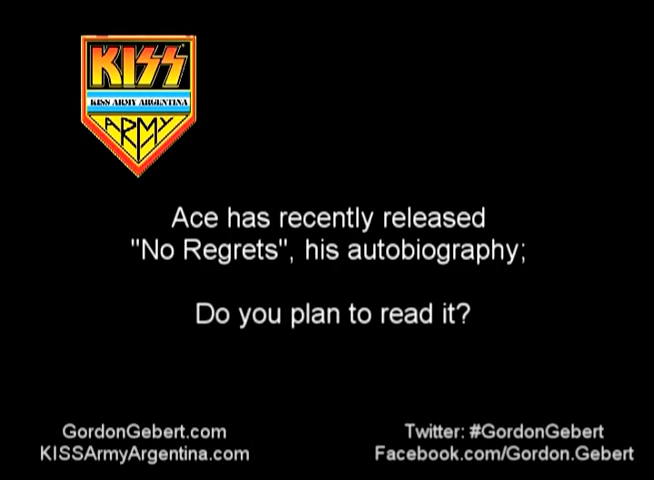 KISS
KISS ARMY ARGENTINA
ARMY
Ace has recently released
"No Regrets", his autobiography;
Do you plan to read it?
GordonGebert.com
KISSArmyArgentina.com
Twitter: #GordonGebert
Facebook.com/Gordon.Gebert